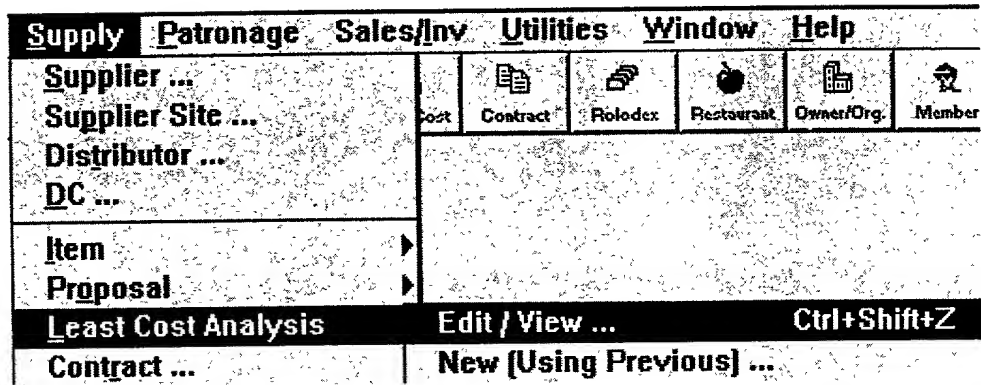 Supply Patronage Sales/Inv Utilities Window Help
Supplier ...
Supplier Site ...
Cost Contract Rolodex Restaurant Owner/Org. Member
Distributor ...
DC ...
Item
Proposal
Least Cost Analysis Edit / View ... Ctrl+Shift+Z
Contract ... New (Using Previous) ...